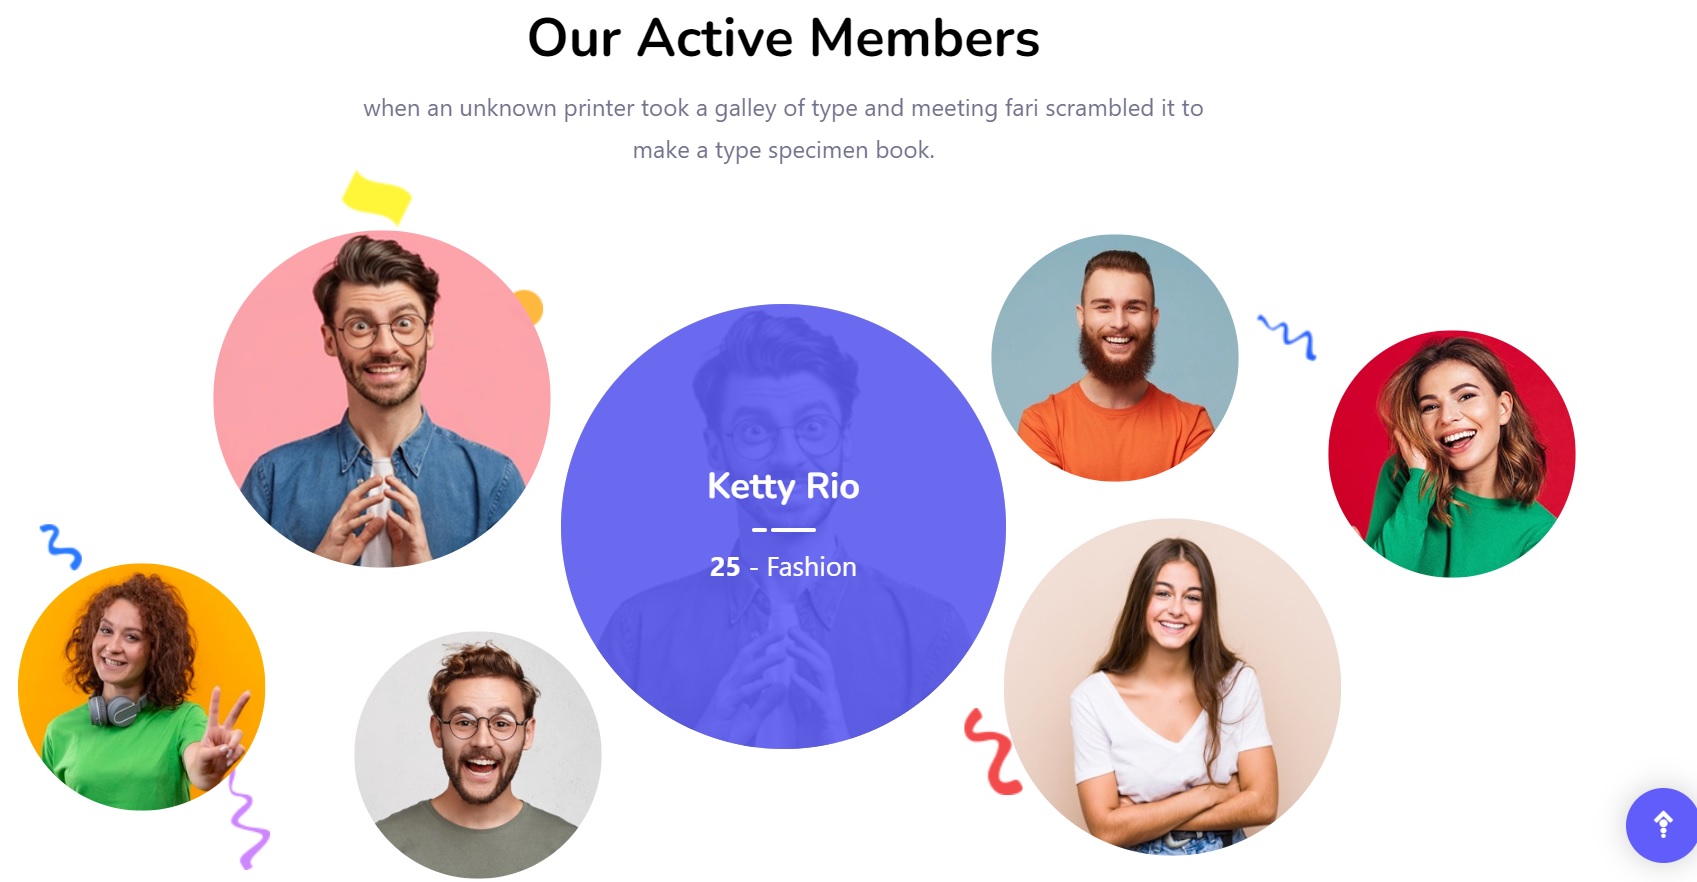 Our Active Members
when an unknown printer took a galley of type and meeting fari scrambled it to
make a type specimen book.
Ketty Rio
25 - Fashion